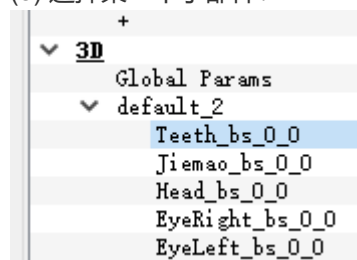 +
3D
Global Params
default_2
Teeth_bs_0_0
Jiemao_bs_0_0
Head_bs_0_0
EyeRight_bs_0_0
EyeLeft_bs_0_0